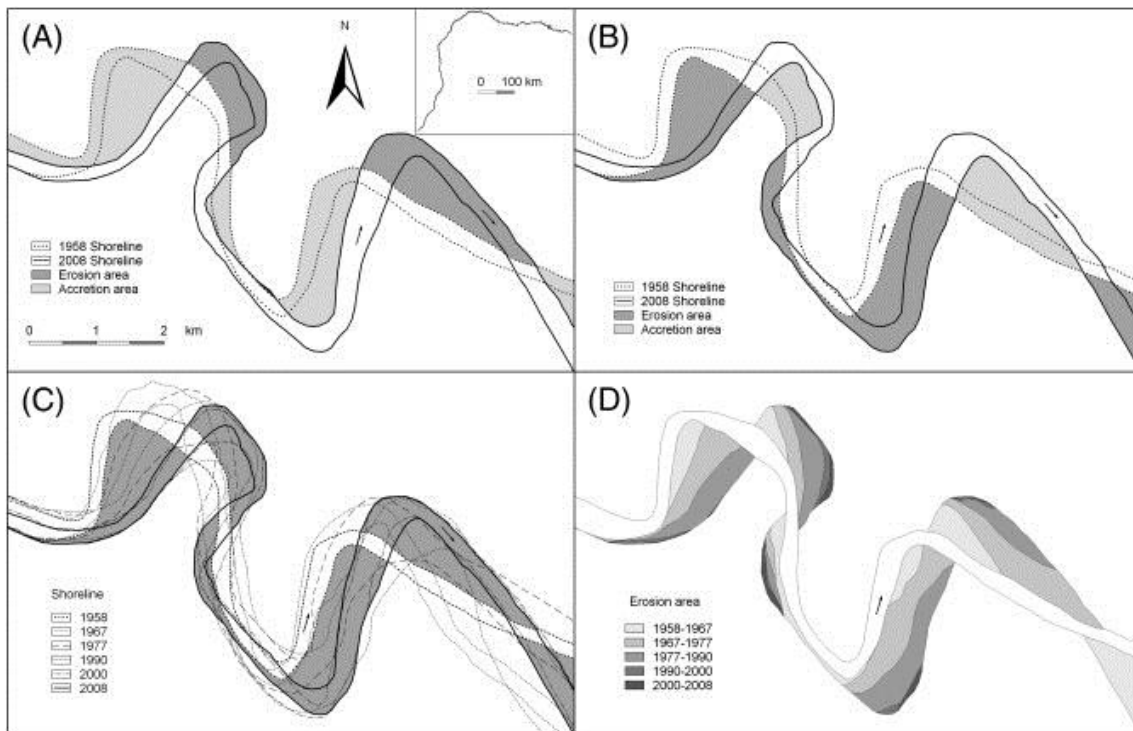 (A)
N
0 100 km
1958 Shoreline
2008 Shoreline
Erosion area
Accretion area
0 1 2 km
(B)
1958 Shoreline
2008 Shoreline
Erosion area
Accretion area
(C)
Shoreline
1958
1967
1977
1990
2000
2008
(D)
Erosion area
1958-1967
1967-1977
1977-1990
1990-2000
2000-2008